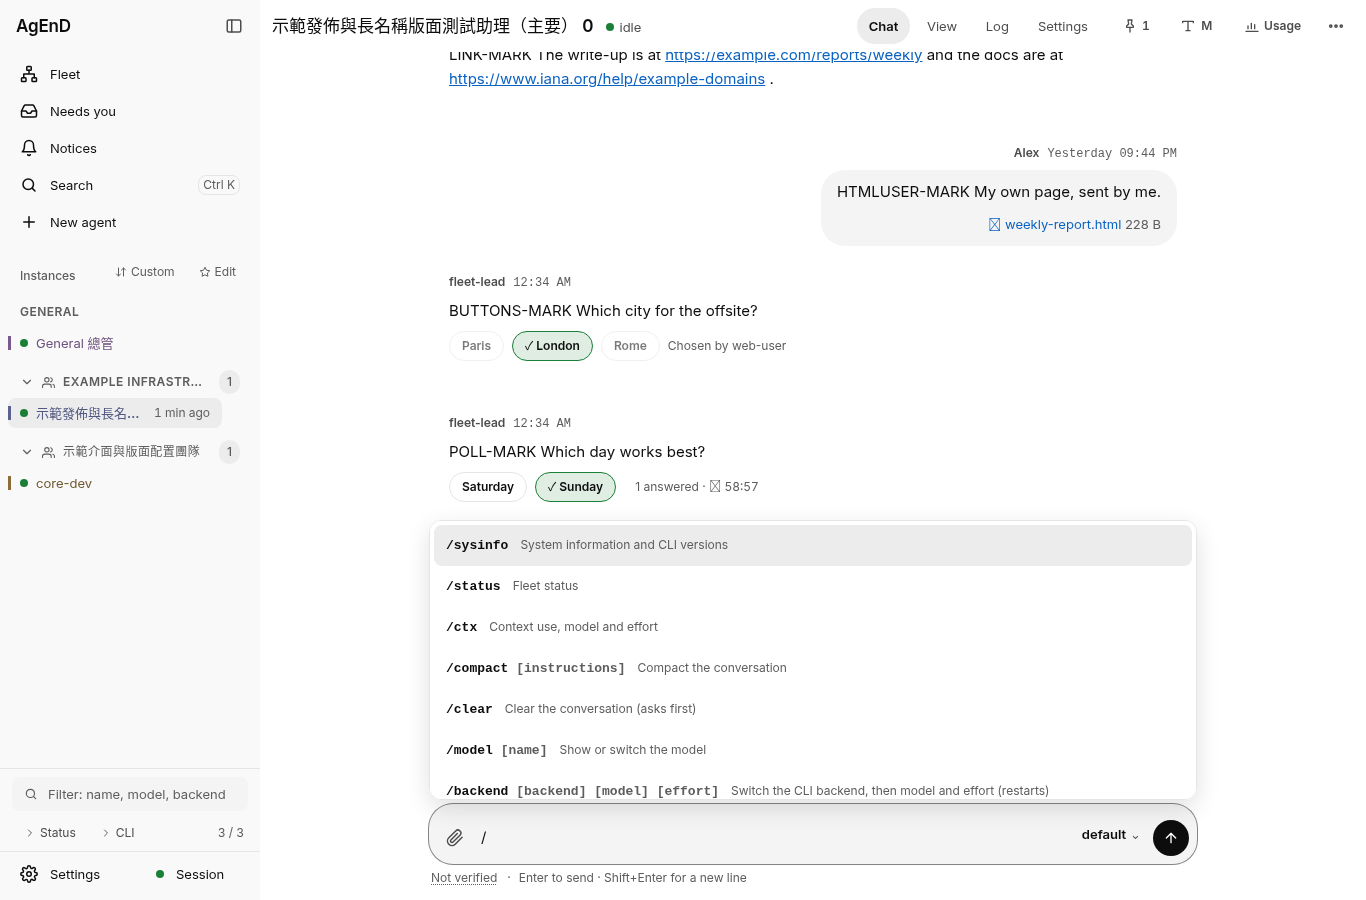 AgEnD
Fleet
Needs you
Notices
Search
Ctrl K
New agent
Instances
Custom
Edit
GENERAL
General 總管
EXAMPLE INFRASTR...
1
示範發佈與長名...
1 min ago
示範介面與版面配置團隊
1
core-dev
Filter: name, model, backend
Status
CLI
3 / 3
Settings
Session
示範發佈與長名稱版面測試助理（主要） 0
idle
Chat
View
Log
Settings
1
M
Usage
LINK-MARK The write-up is at https://example.com/reports/weekly and the docs are at
https://www.iana.org/help/example-domains .
Alex Yesterday 09:44 PM
HTMLUSER-MARK My own page, sent by me.
weekly-report.html 228 B
fleet-lead 12:34 AM
BUTTONS-MARK Which city for the offsite?
Paris
✓ London
Rome
Chosen by web-user
fleet-lead 12:34 AM
POLL-MARK Which day works best?
Saturday
✓ Sunday
1 answered · 58:57
/sysinfo System information and CLI versions
/status Fleet status
/ctx Context use, model and effort
/compact [instructions] Compact the conversation
/clear Clear the conversation (asks first)
/model [name] Show or switch the model
/backend [backend] [model] [effort] Switch the CLI backend, then model and effort (restarts)
/
default
Not verified · Enter to send · Shift+Enter for a new line